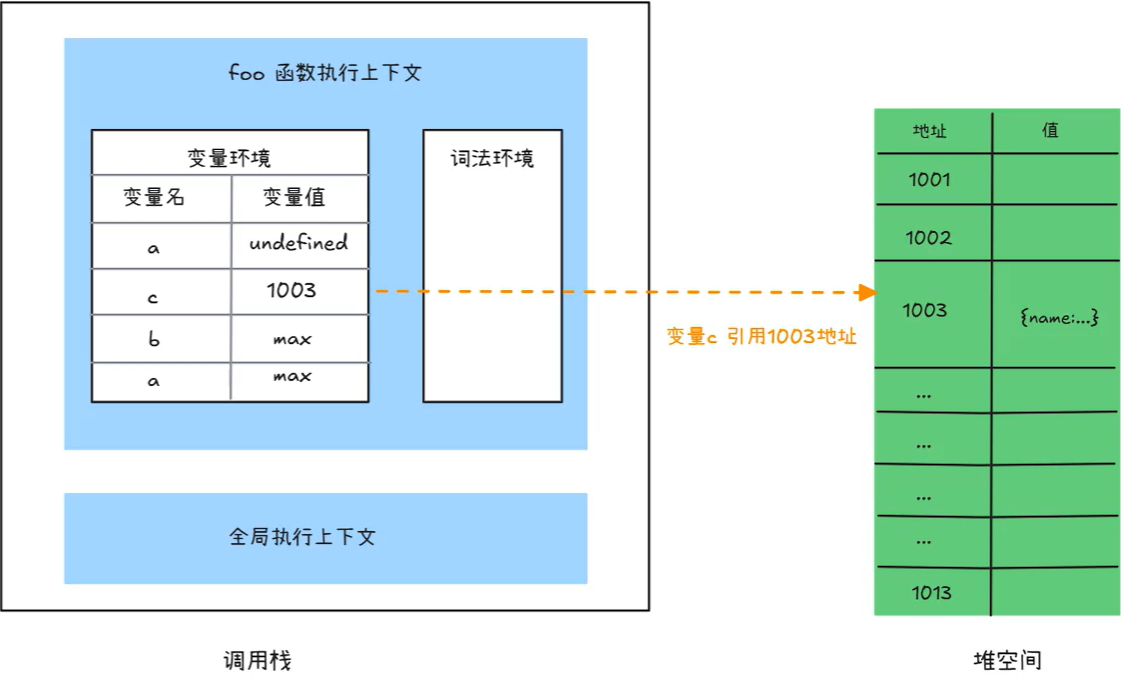 foo 函数执行上下文
变量环境
变量名 变量值
a undefined
c 1003
b max
a max
词法环境
变量c 引用1003地址
地址 值
1001
1002
1003 {name:...}
...
...
...
...
1013
全局执行上下文
调用栈
堆空间